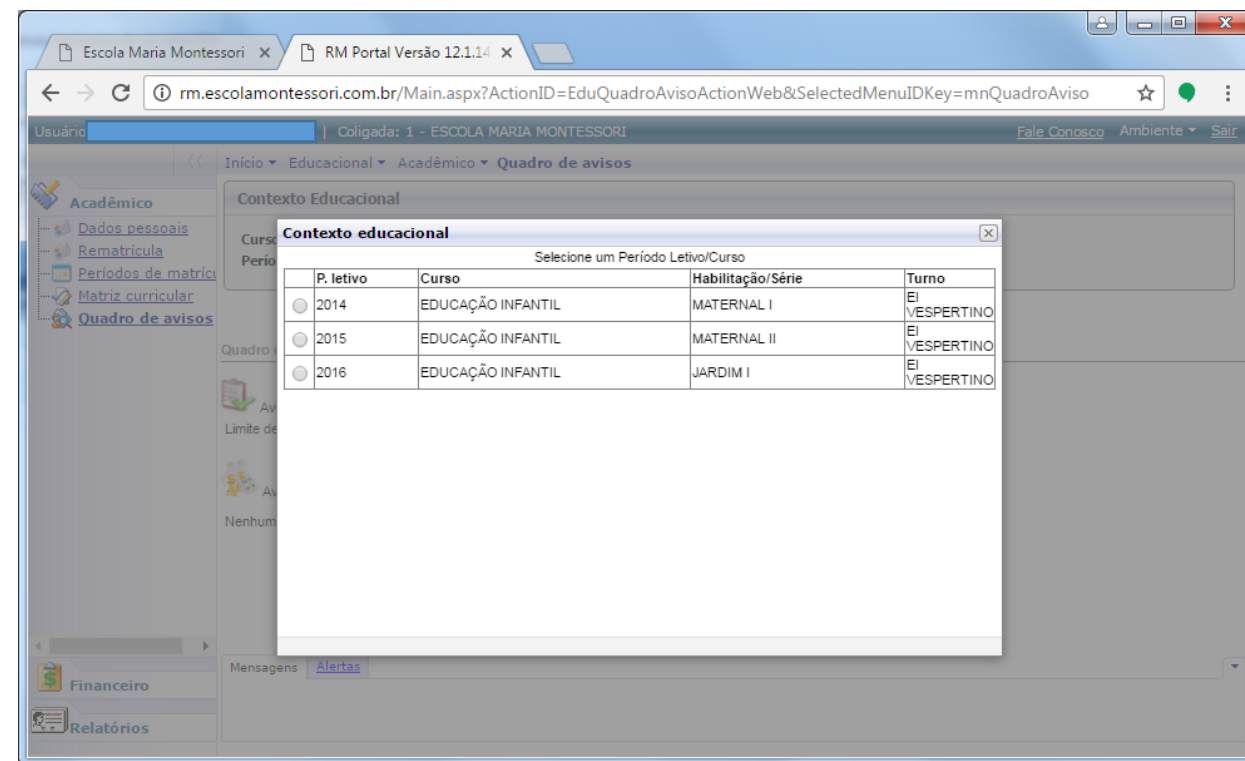 Escola Maria Montessori
RM Portal Versão 12.1.14
rm.escolamontessori.com.br/Main.aspx?ActionID=EduQuadroAvisoActionWeb&SelectedMenuIDKey=mnQuadroAviso
Usuário | Coligada: 1 - ESCOLA MARIA MONTESSORI Fale Conosco Ambiente Sair
Início Educacional Acadêmico Quadro de avisos
Acadêmico
Dados pessoais
Rematrícula
Períodos de matrícu
Matriz curricular
Quadro de avisos
Contexto Educacional
Curso
Perío
Contexto educacional
Selecione um Período Letivo/Curso
P. letivo Curso Habilitação/Série Turno
2014 EDUCAÇÃO INFANTIL MATERNAL I EI VESPERTINO
2015 EDUCAÇÃO INFANTIL MATERNAL II EI VESPERTINO
2016 EDUCAÇÃO INFANTIL JARDIM I EI VESPERTINO
Quadro
Av
Limite de
Av
Nenhum
Mensagens Alertas
Financeiro
Relatórios